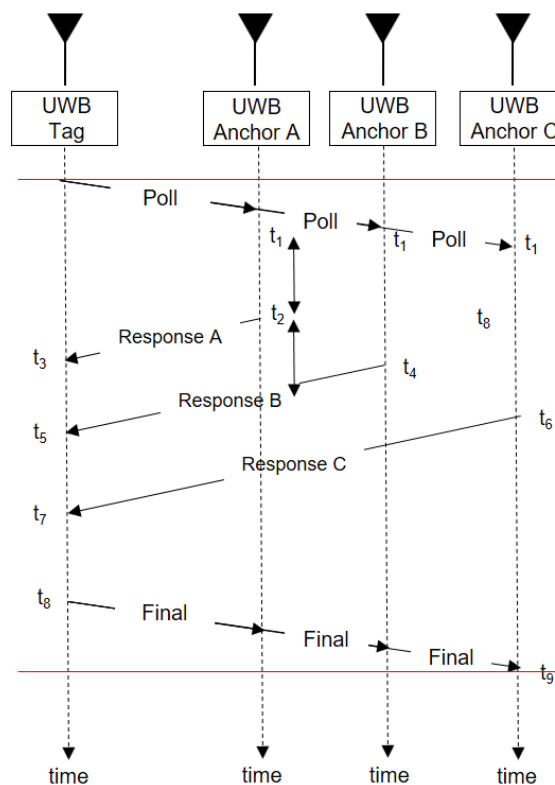 UWB
Tag
UWB
Anchor A
UWB
Anchor B
UWB
Anchor C
Poll
Poll
Poll
t1
t1
t1
t2
t8
Response A
t3
t4
Response B
t5
t6
Response C
t7
t8
Final
Final
Final
t9
time
time
time
time